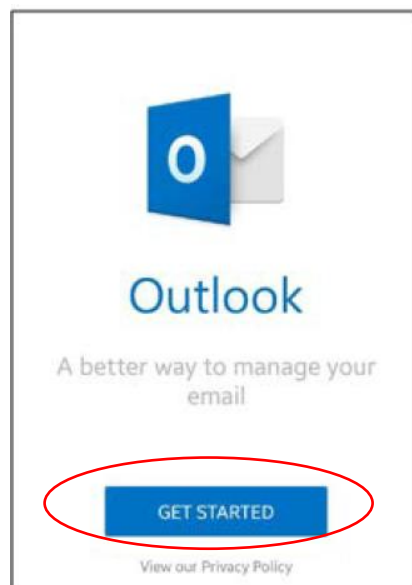 O
Outlook
A better way to manage your
email
GET STARTED
View our Privacy Policy